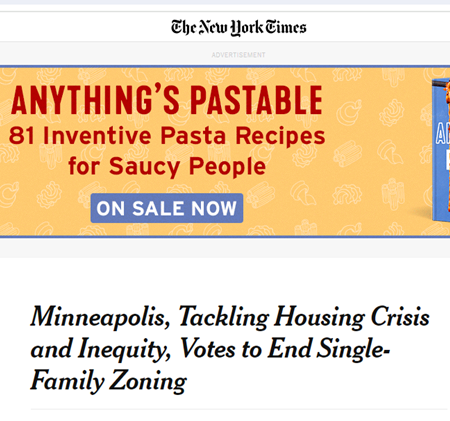 The New York Times
ADVERTISEMENT
ANYTHING'S PASTABLE
81 Inventive Pasta Recipes
for Saucy People
ON SALE NOW
Minneapolis, Tackling Housing Crisis
and Inequity, Votes to End Single-
Family Zoning